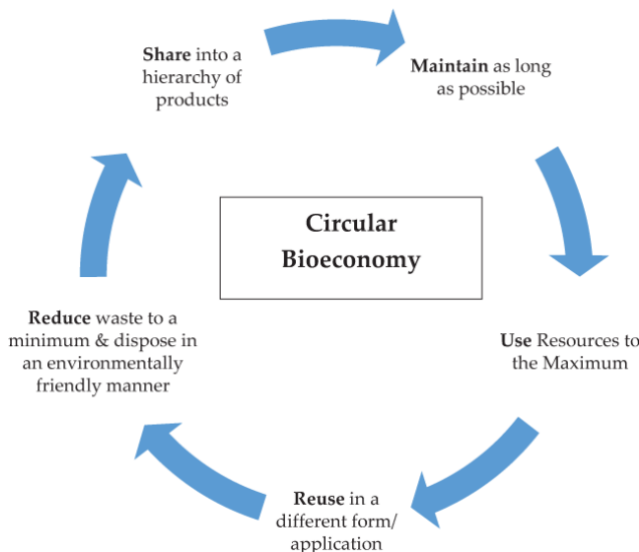 Share into a
hierarchy of
products
Maintain as long
as possible
Circular
Bioeconomy
Use Resources to
the Maximum
Reduce waste to a
minimum & dispose in
an environmentally
friendly manner
Reuse in a
different form/
application